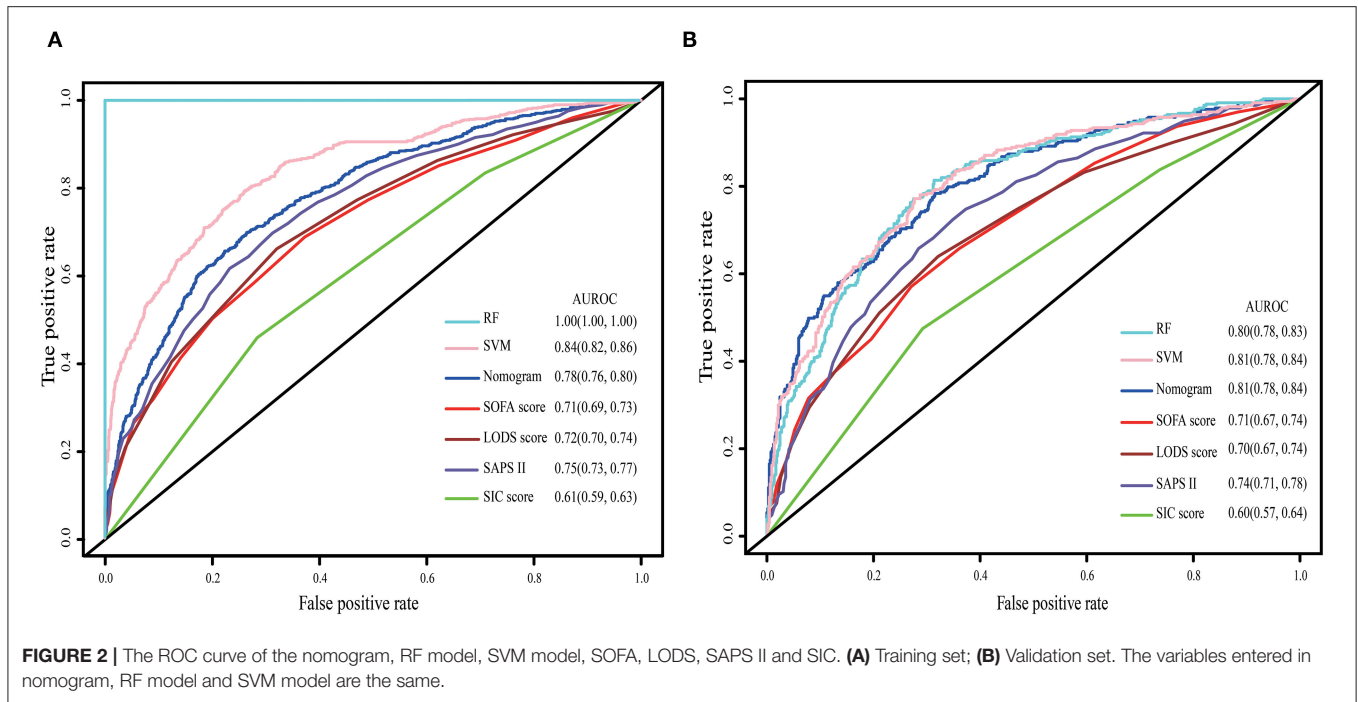 A
True positive rate
1.0
0.8
0.6
0.4
0.2
0.0
0.0 0.2 0.4 0.6 0.8 1.0
False positive rate
AUROC
RF 1.00(1.00, 1.00)
SVM 0.84(0.82, 0.86)
Nomogram 0.78(0.76, 0.80)
SOFA score 0.71(0.69, 0.73)
LODS score 0.72(0.70, 0.74)
SAPS II 0.75(0.73, 0.77)
SIC score 0.61(0.59, 0.63)
B
True positive rate
1.0
0.8
0.6
0.4
0.2
0.0
0.0 0.2 0.4 0.6 0.8 1.0
False positive rate
AUROC
RF 0.80(0.78, 0.83)
SVM 0.81(0.78, 0.84)
Nomogram 0.81(0.78, 0.84)
SOFA score 0.71(0.67, 0.74)
LODS score 0.70(0.67, 0.74)
SAPS II 0.74(0.71, 0.78)
SIC score 0.60(0.57, 0.64)
FIGURE 2 | The ROC curve of the nomogram, RF model, SVM model, SOFA, LODS, SAPS II and SIC. (A) Training set; (B) Validation set. The variables entered in
nomogram, RF model and SVM model are the same.